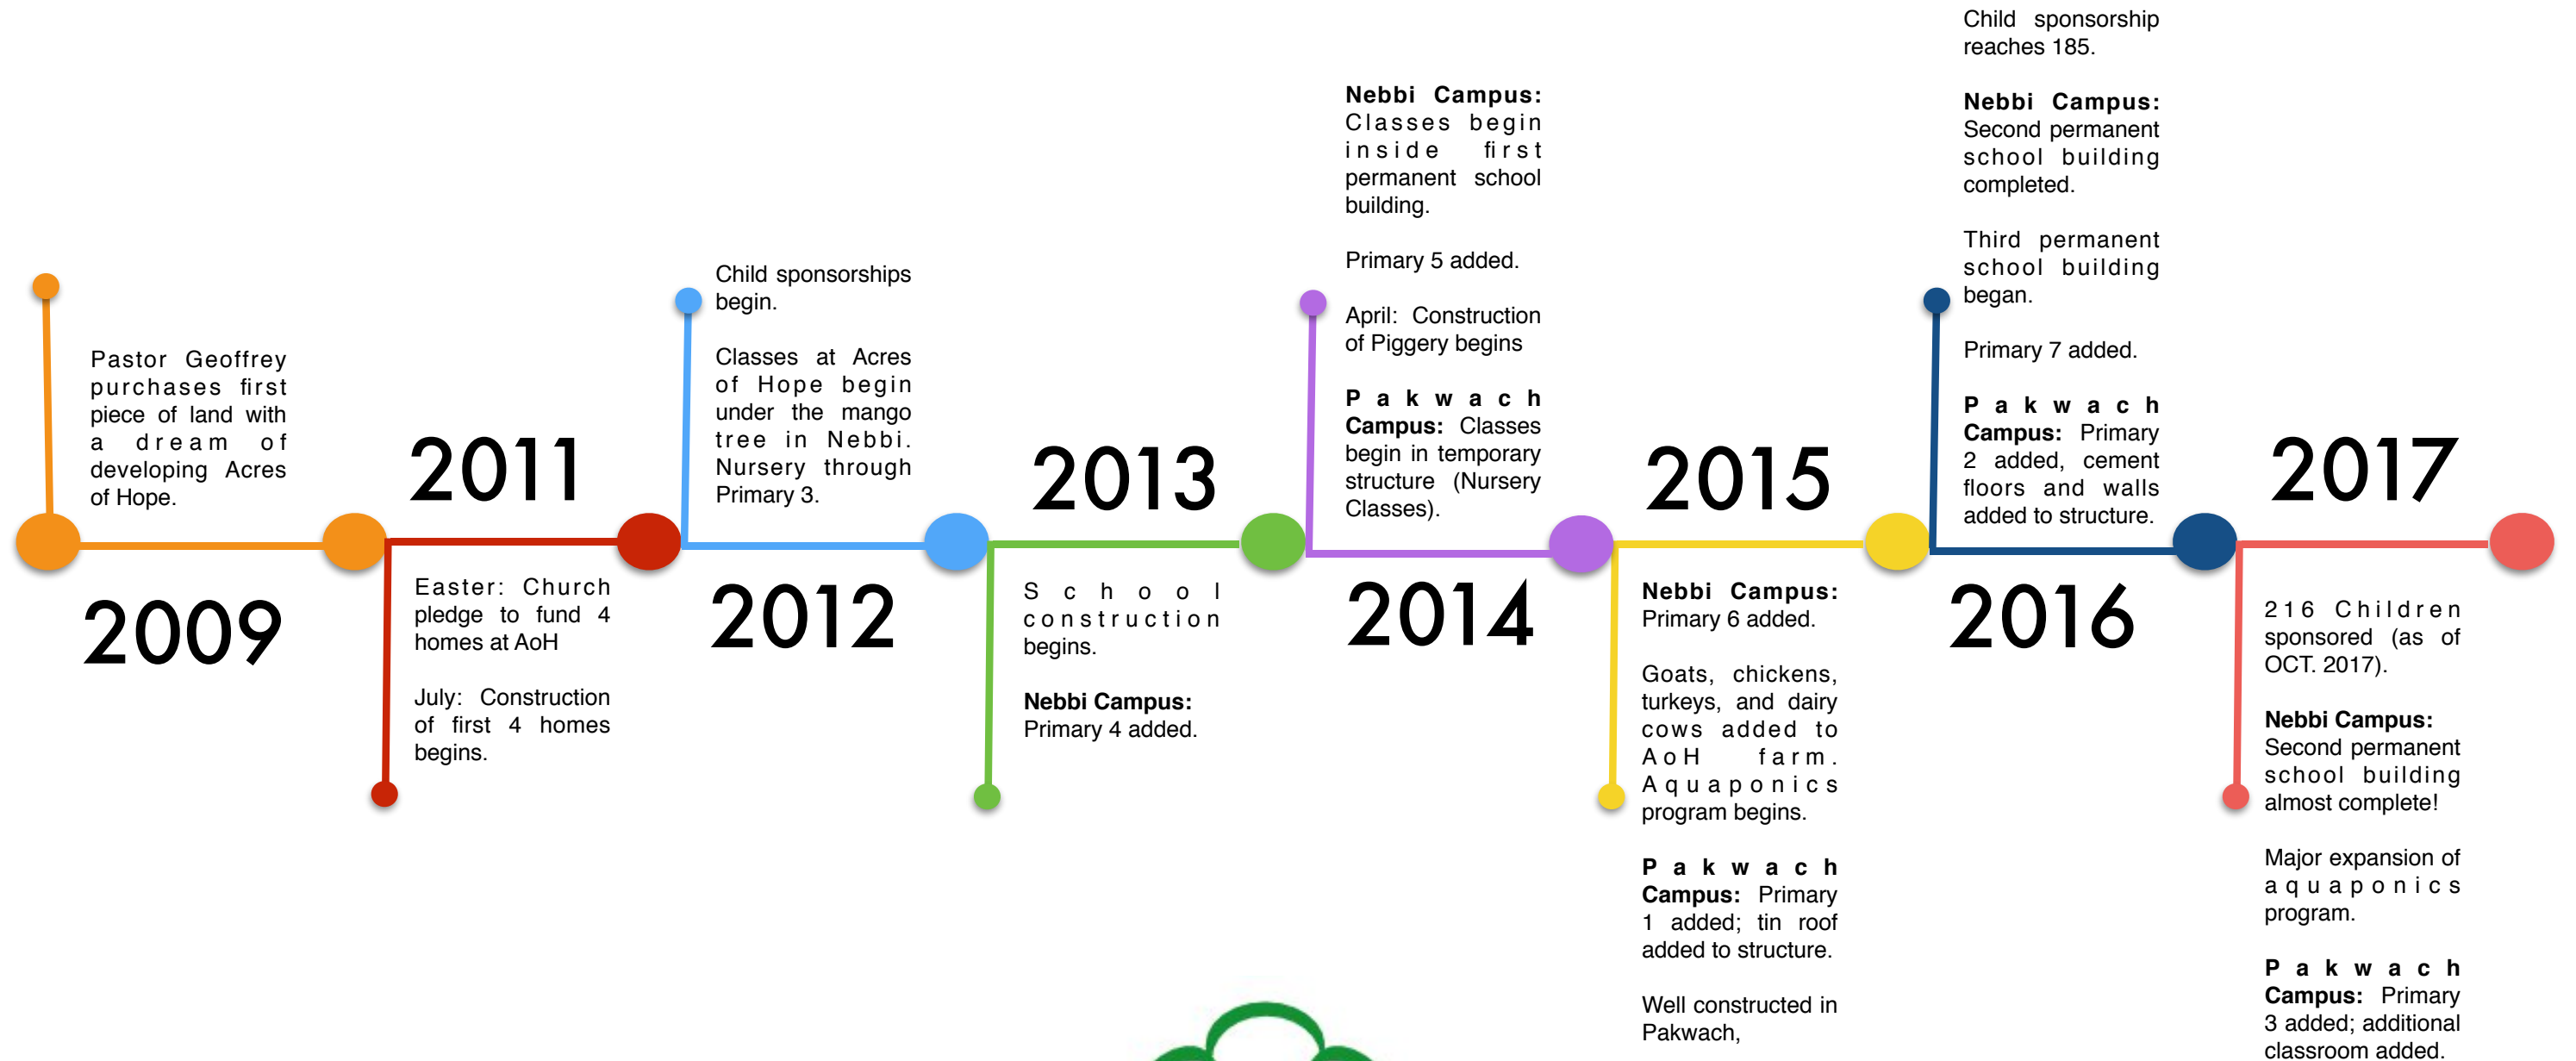 Pastor Geoffrey
purchases first
piece of land with
a dream of
developing Acres
of Hope.
2009
2011
Easter: Church
pledge to fund 4
homes at AoH
July: Construction
of first 4 homes
begins.
Child sponsorships
begin.
Classes at Acres
of Hope begin
under the mango
tree in Nebbi.
Nursery through
Primary 3.
2012
2013
School
construction
begins.
Nebbi Campus:
Primary 4 added.
Nebbi Campus:
Classes begin
inside first
permanent school
building.
Primary 5 added.
April: Construction
of Piggery begins
Pakwach
Campus: Classes
begin in temporary
structure (Nursery
Classes).
2014
2015
Nebbi Campus:
Primary 6 added.
Goats, chickens,
turkeys, and dairy
cows added to
AoH farm.
Aquaponics
program begins.
Pakwach
Campus: Primary
1 added; tin roof
added to structure.
Well constructed in
Pakwach,
Child sponsorship
reaches 185.
Nebbi Campus:
Second permanent
school building
completed.
Third permanent
school building
began.
Primary 7 added.
Pakwach
Campus: Primary
2 added, cement
floors and walls
added to structure.
2016
2017
216 Children
sponsored (as of
OCT. 2017).
Nebbi Campus:
Second permanent
school building
almost complete!
Major expansion of
aquaponics
program.
Pakwach
Campus: Primary
3 added; additional
classroom added.